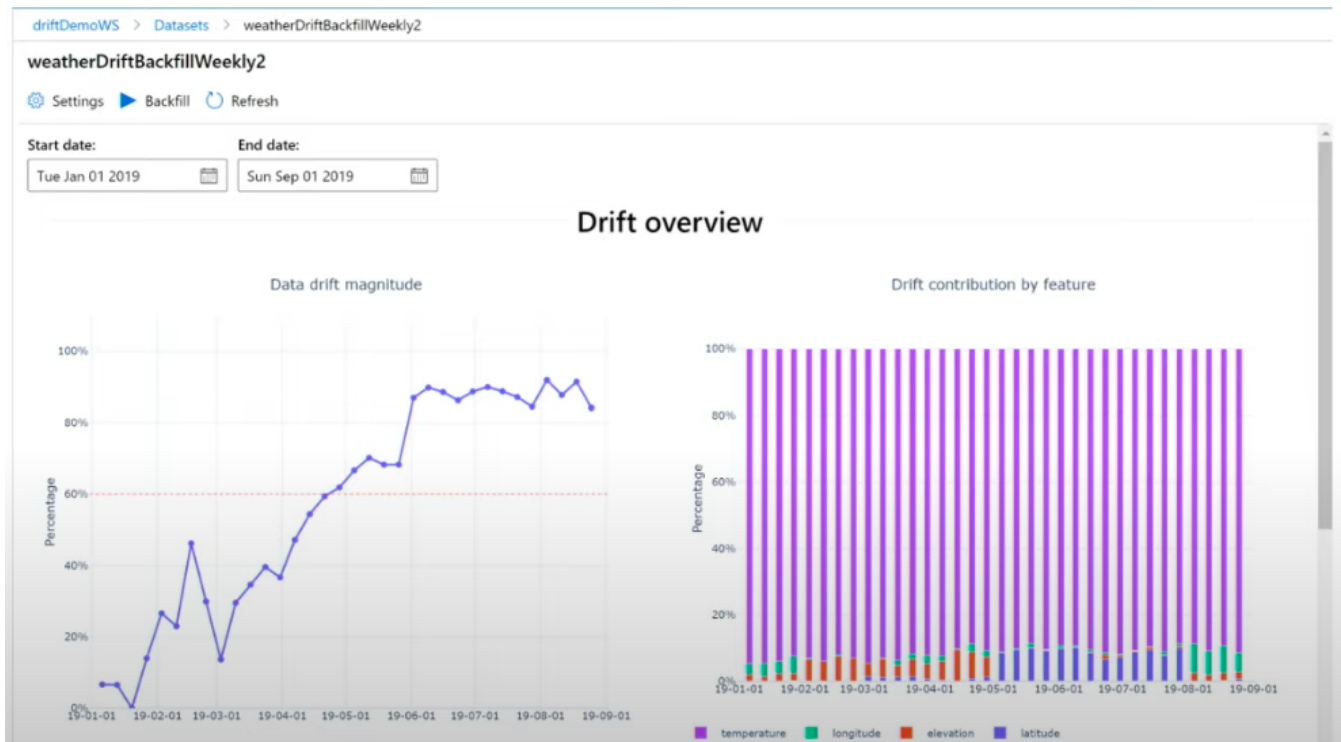 driftDemoWS > Datasets > weatherDriftBackfillWeekly2
weatherDriftBackfillWeekly2
Settings Backfill Refresh
Start date: End date:
Tue Jan 01 2019 Sun Sep 01 2019
Drift overview
Data drift magnitude
100%
80%
60%
40%
20%
0%
Percentage
19-01-01 19-02-01 19-03-01 19-04-01 19-05-01 19-06-01 19-07-01 19-08-01 19-09-01
Drift contribution by feature
100%
80%
60%
40%
20%
0%
Percentage
19-01-01 19-02-01 19-03-01 19-04-01 19-05-01 19-06-01 19-07-01 19-08-01 19-09-01
temperature longitude elevation latitude